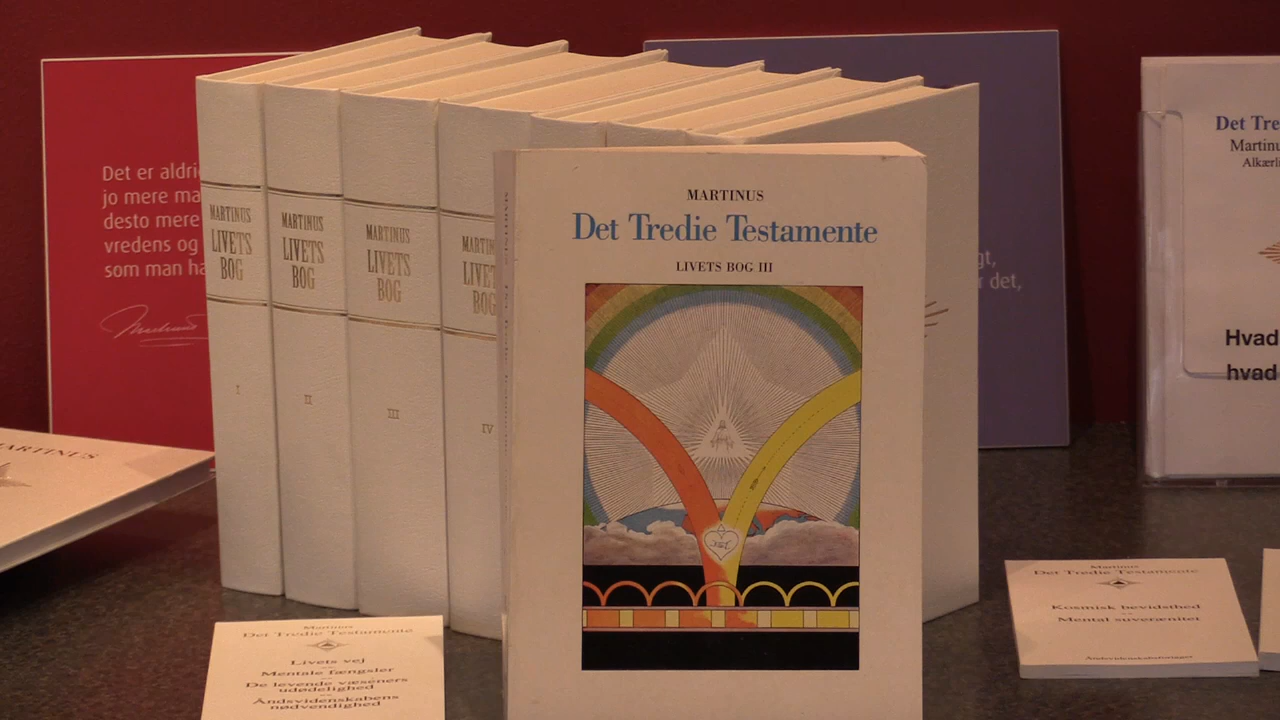 Det er aldri
jo mere ma
desto mere
vredens og
som man ha
MARTINUS
LIVETS
BOG
I
MARTINUS
LIVETS
BOG
II
MARTINUS
LIVETS
BOG
III
MARTIN
LIVET
BOG
IV
MARTINUS
Det Tredie Testamente
LIVETS BOG III
gt,
r det,
Det Tre
Martinu
Alkærli
Hvad
hvad
MARTINUS
Martinus
Det Tredie Testamente
Livets vej
Mentale fængsler
De levende væseners
udødelighed
Åndsvidenskabens
nødvendighed
Martinus
Det Tredie Testamente
Kosmisk bevidsthed
Mental suverænitet